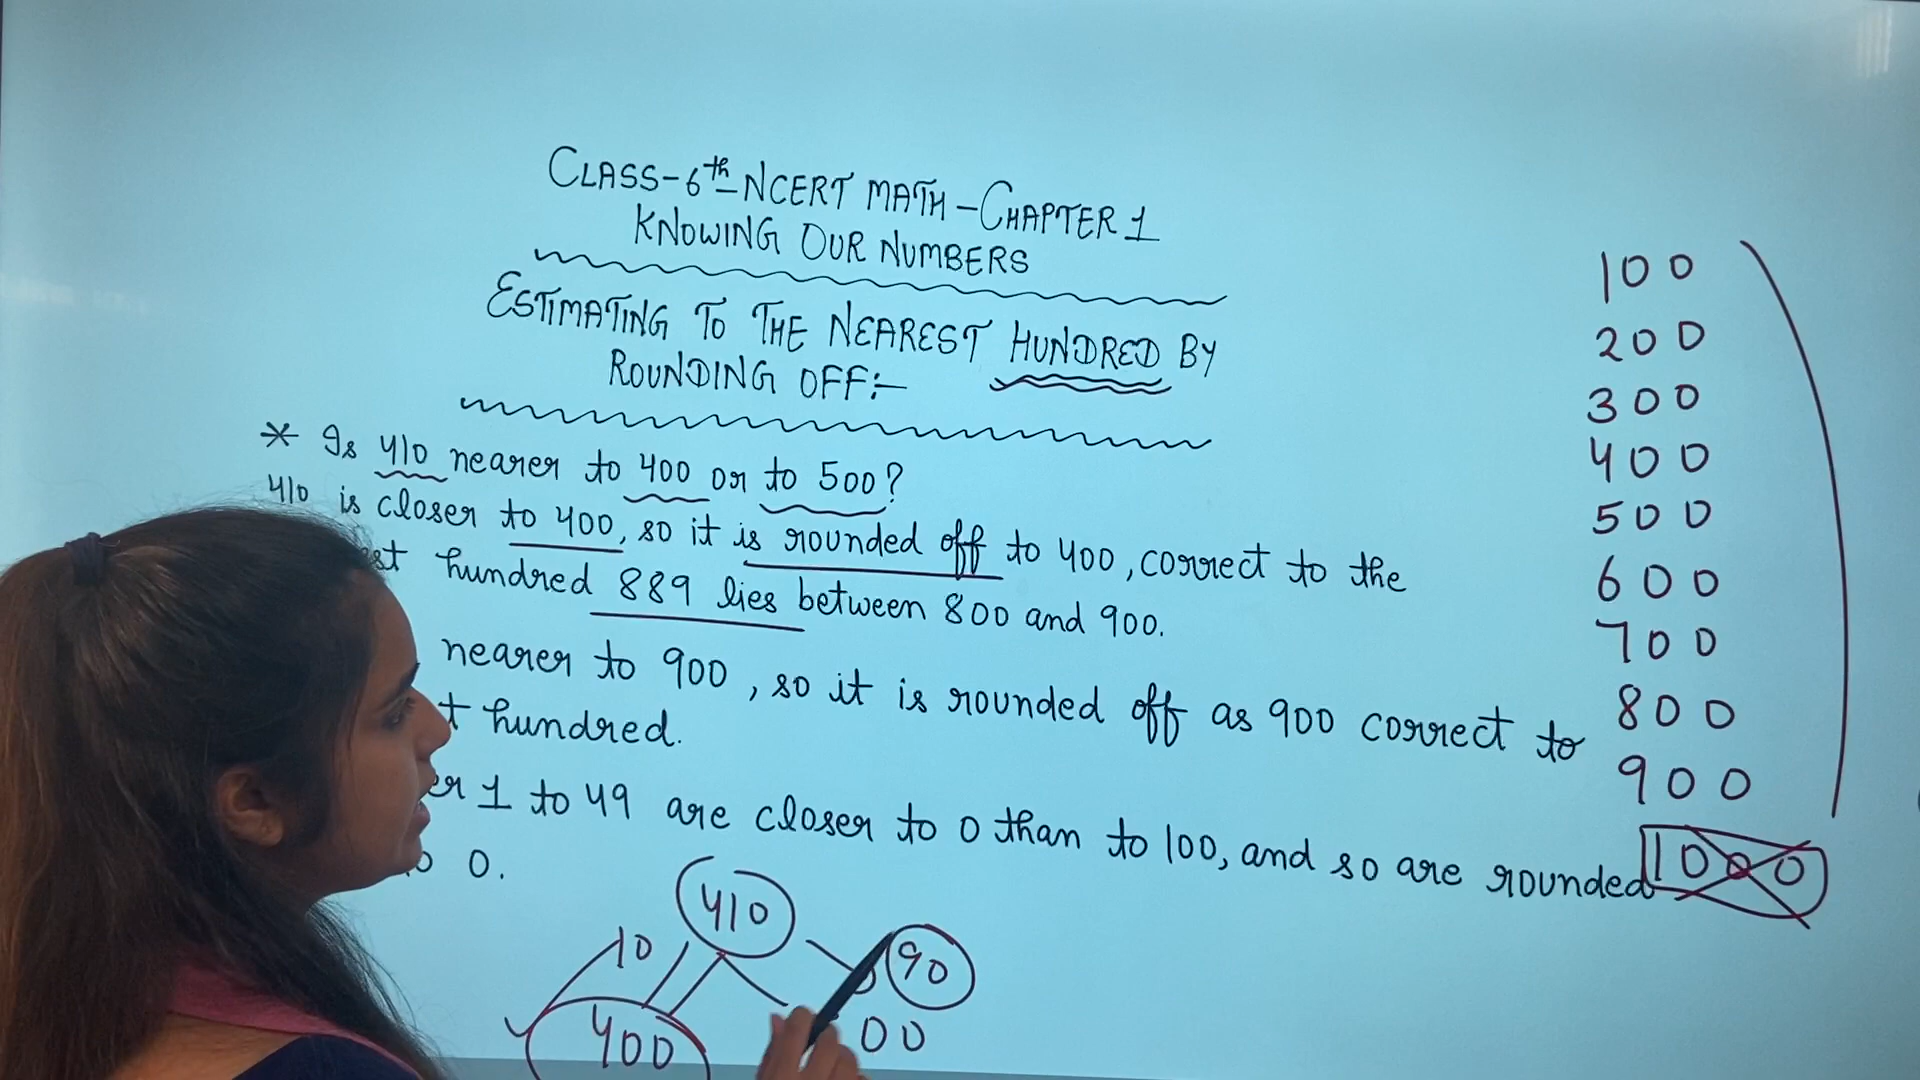 CLASS-6th-NCERT MATH-CHAPTER 1
KNOWING OUR NUMBERS
ESTIMATING TO THE NEAREST HUNDRED BY
ROUNDING OFF:-
* Is 410 nearer to 400 or to 500?
410 is closer to 400, so it is rounded off to 400, correct to the
hundred 889 lies between 800 and 900.
nearer to 900, so it is rounded off as 900 correct to
hundred.
1 to 49 are closer to 0 than to 100, and so are rounded
0.
410
10
90
400
00
100
200
300
400
500
600
700
800
900
1000